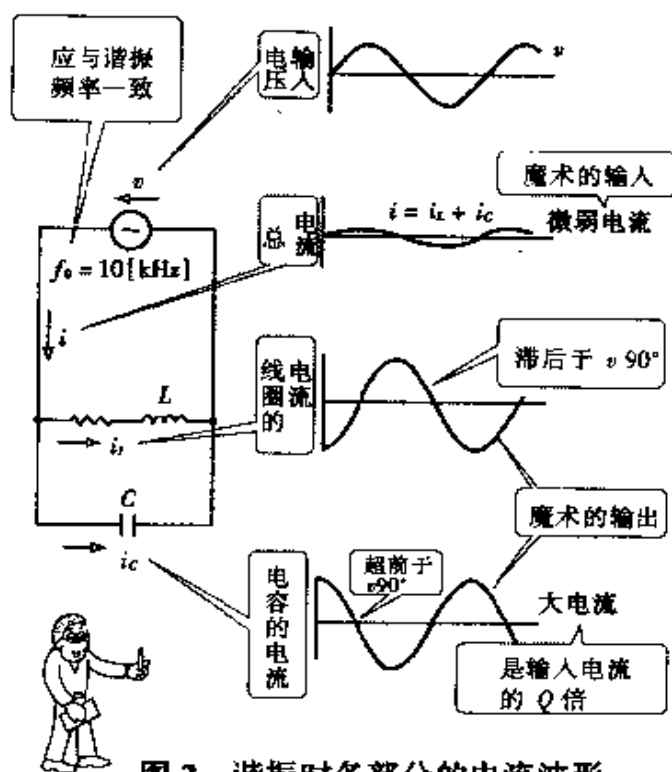 应与谐振
频率一致
输入
电压
v
v
f₀ = 10[kHz]
i
总
电流
i = i_L + i_C
魔术的输入
微弱电流
L
线圈的
电流
滞后于 v 90°
C
i_C
魔术的输出
电容的电流
超前于
v90°
大电流
是输入电流
的 Q 倍
谐振时各部分的电流波形